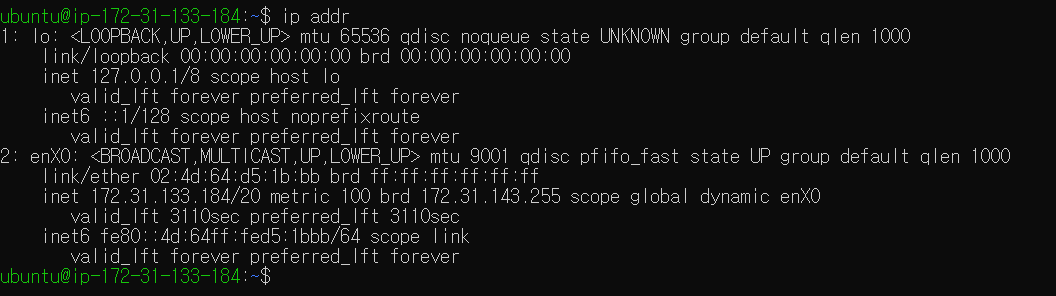 ubuntu@ip-172-31-133-184:~$ ip addr
1: lo: <LOOPBACK,UP,LOWER_UP> mtu 65536 qdisc noqueue state UNKNOWN group default qlen 1000
    link/loopback 00:00:00:00:00:00 brd 00:00:00:00:00:00
    inet 127.0.0.1/8 scope host lo
       valid_lft forever preferred_lft forever
    inet6 ::1/128 scope host noprefixroute
       valid_lft forever preferred_lft forever
2: enX0: <BROADCAST,MULTICAST,UP,LOWER_UP> mtu 9001 qdisc pfifo_fast state UP group default qlen 1000
    link/ether 02:4d:64:d5:1b:bb brd ff:ff:ff:ff:ff:ff
    inet 172.31.133.184/20 metric 100 brd 172.31.143.255 scope global dynamic enX0
       valid_lft 3110sec preferred_lft 3110sec
    inet6 fe80::4d:64ff:fed5:1bbb/64 scope link
       valid_lft forever preferred_lft forever
ubuntu@ip-172-31-133-184:~$